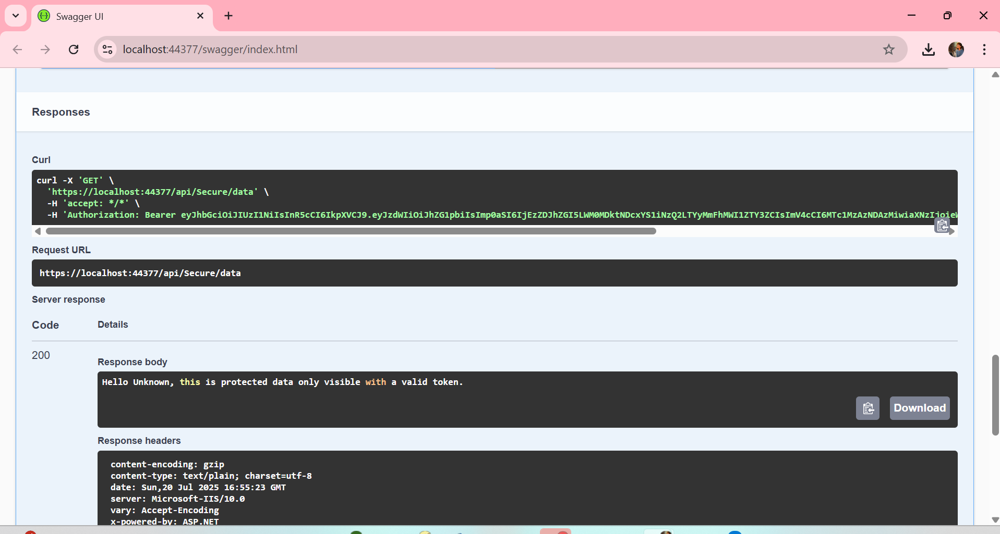 Swagger UI
localhost:44377/swagger/index.html
Responses
Curl
curl -X 'GET' \
'https://localhost:44377/api/Secure/data' \
-H 'accept: */*' \
-H 'Authorization: Bearer eyJhbGciOiJIUzI1NiIsInR5cCI6IkpXVCJ9.eyJzdWIiOiJhZG1pbiIsImp0aSI6IjEzZDJhZGI5LWM0MDktNDcxYS1iNzQ2LTYyMmFhMWI1ZTY3ZCIsImV4cCI6MTc1MzAzNDAzMiwiaXNzIjoieW
Request URL
https://localhost:44377/api/Secure/data
Server response
Code Details
200
Response body
Hello Unknown, this is protected data only visible with a valid token.
Download
Response headers
content-encoding: gzip
content-type: text/plain; charset=utf-8
date: Sun,20 Jul 2025 16:55:23 GMT
server: Microsoft-IIS/10.0
vary: Accept-Encoding
x-powered-by: ASP.NET